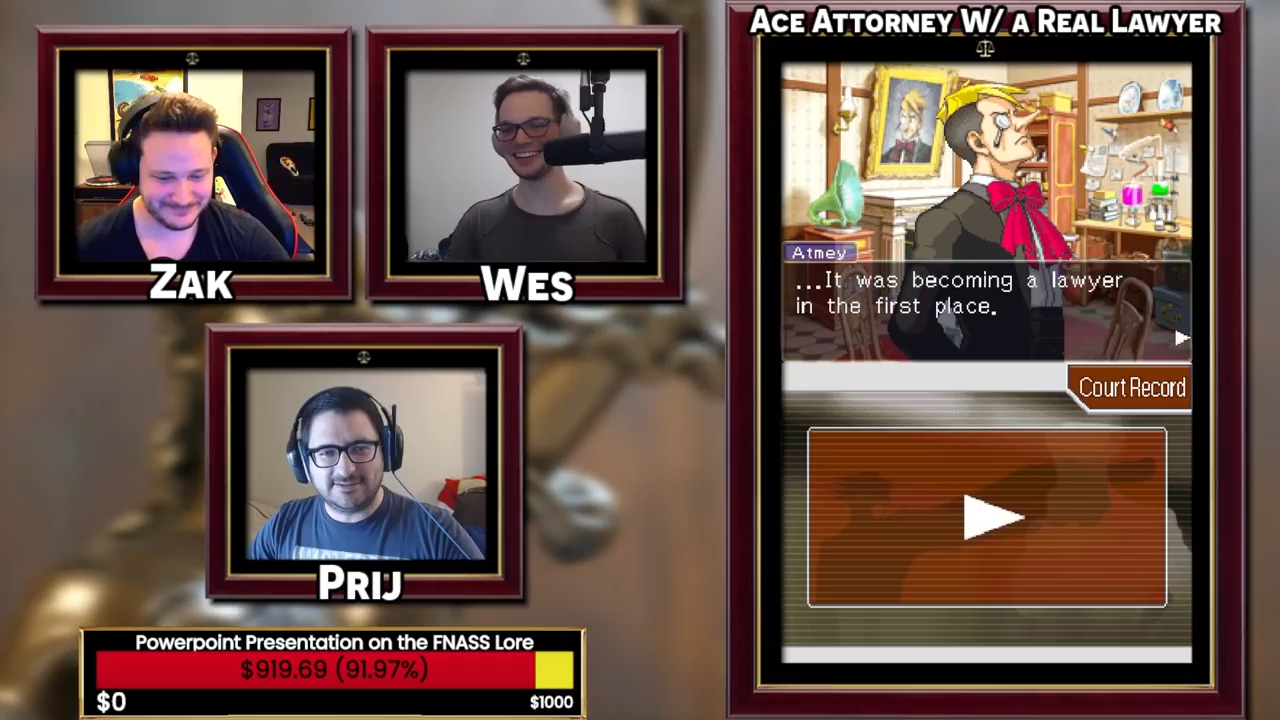 Ace Attorney W/ a Real Lawyer
Zak
Wes
Atmey
...It was becoming a lawyer
in the first place.
Court Record
Prij
Powerpoint Presentation on the FNASS Lore
$919.69 (91.97%)
$0
$1000